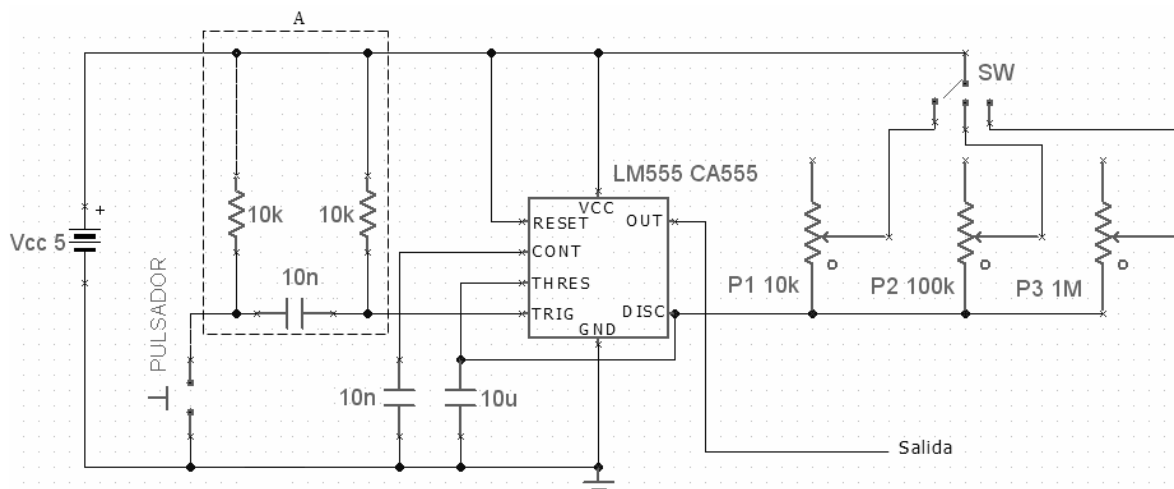 A
SW
10k
10k
LM555 CA555
VCC
RESET
OUT
Vcc 5
+
CONT
10n
THRES
P1 10k
P2 100k
P3 1M
TRIG
DISC
GND
PULSADOR
10n
10u
Salida